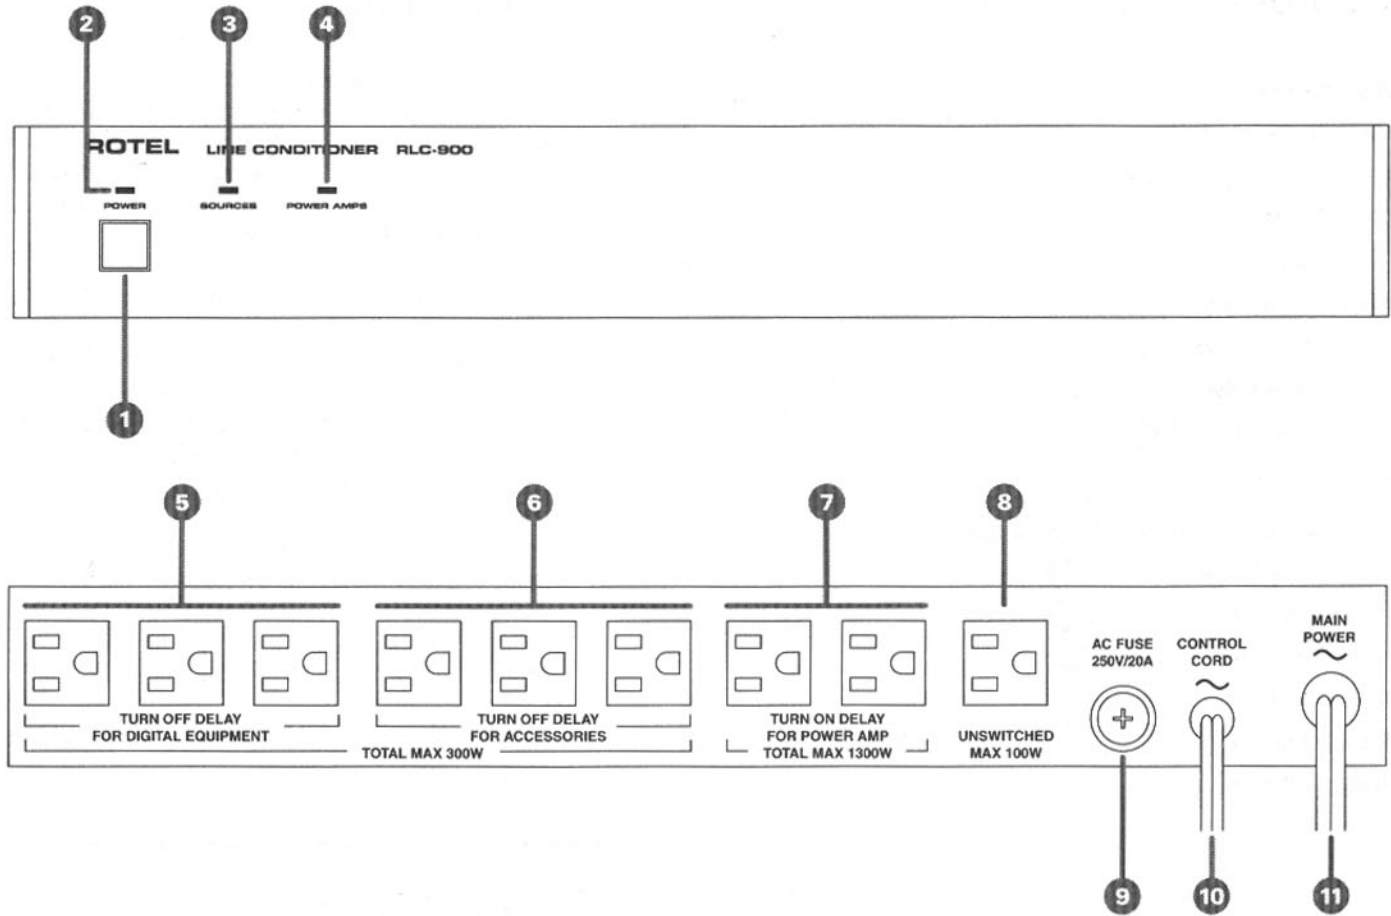 2 3 4
ROTEL LINE CONDITIONER RLC-900
POWER SOURCES POWER AMPS
1
5 6 7 8
MAIN
POWER
AC FUSE
250V/20A
CONTROL
CORD
TURN OFF DELAY
FOR DIGITAL EQUIPMENT
TURN OFF DELAY
FOR ACCESSORIES
TOTAL MAX 300W
TURN ON DELAY
FOR POWER AMP
TOTAL MAX 1300W
UNSWITCHED
MAX 100W
9 10 11